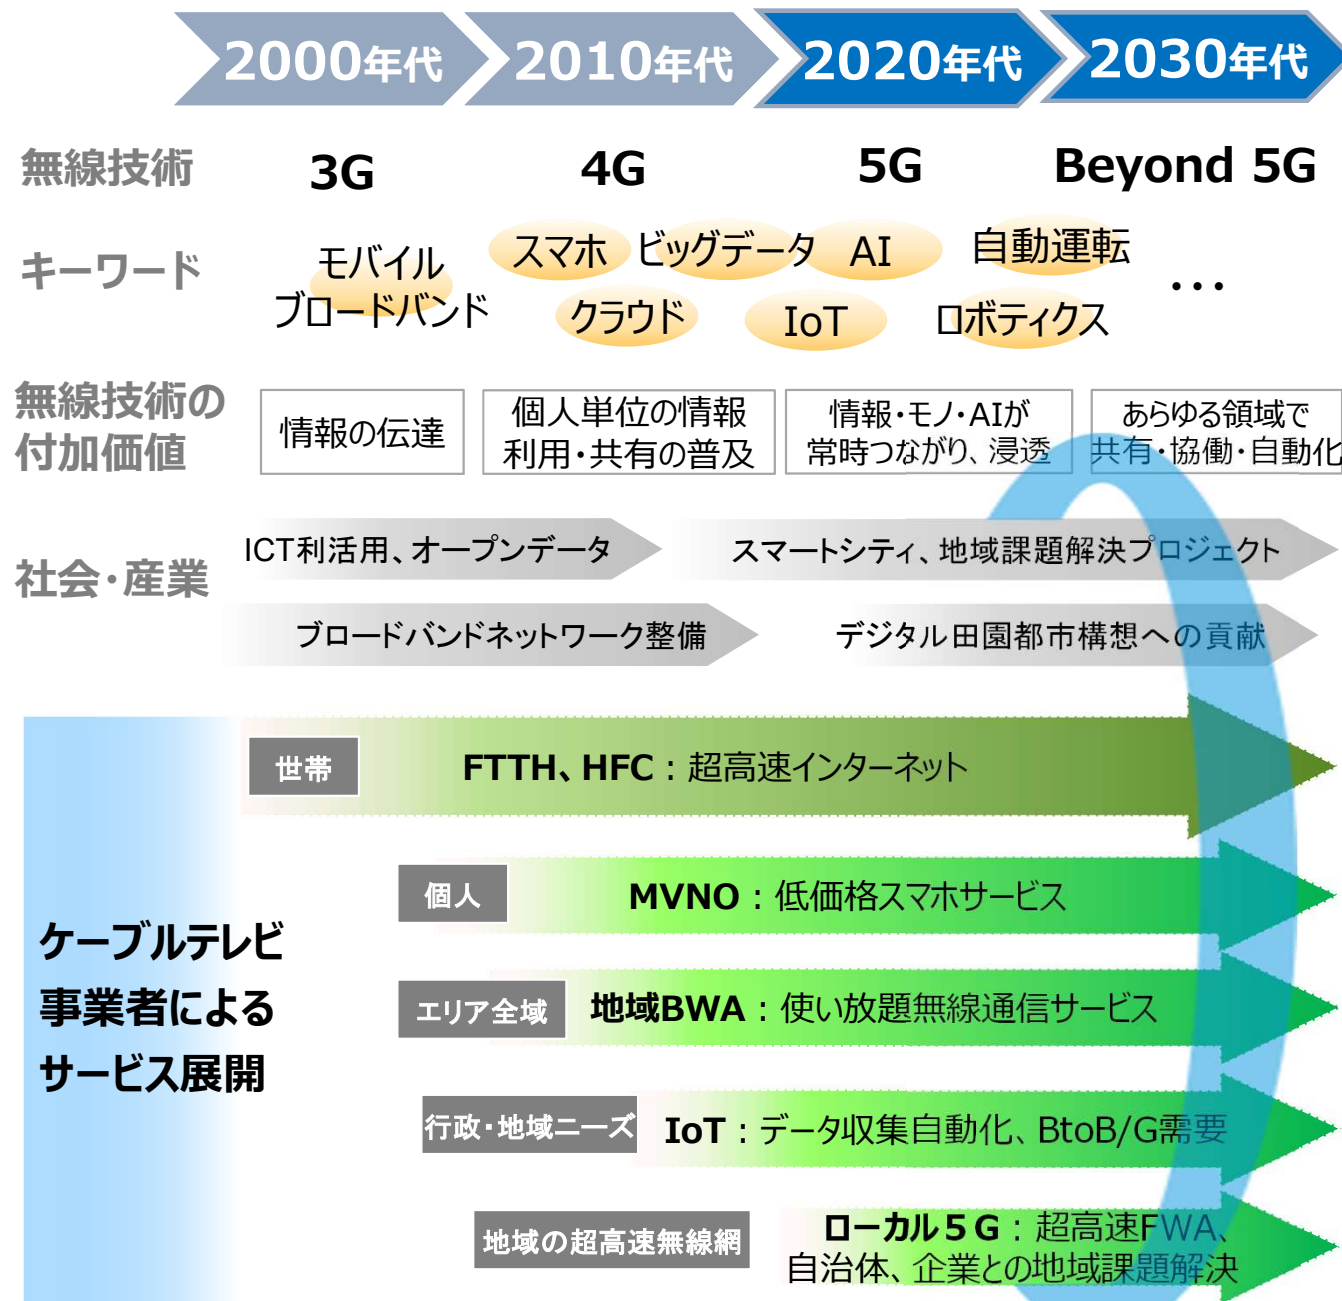 2000年代 2010年代 2020年代 2030年代
無線技術 3G 4G 5G Beyond 5G
キーワード
モバイル
ブロードバンド
スマホ ビッグデータ AI 自動運転
クラウド IoT ロボティクス
…
無線技術の
付加価値
情報の伝達
個人単位の情報
利用・共有の普及
情報・モノ・AIが
常時つながり、浸透
あらゆる領域で
共有・協働・自動化
社会・産業
ICT利活用、オープンデータ
スマートシティ、地域課題解決プロジェクト
ブロードバンドネットワーク整備
デジタル田園都市構想への貢献
ケーブルテレビ
事業者による
サービス展開
世帯 FTTH、HFC：超高速インターネット
個人 MVNO：低価格スマホサービス
エリア全域 地域BWA：使い放題無線通信サービス
行政・地域ニーズ IoT：データ収集自動化、BtoB/G需要
地域の超高速無線網
ローカル５G：超高速FWA、
自治体、企業との地域課題解決